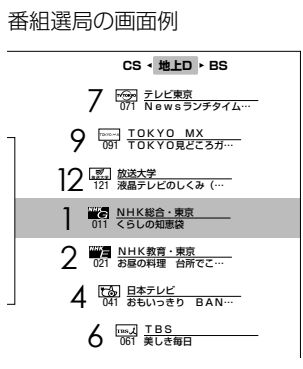 番組選局の画面例
CS 地上D BS
7 テレビ東京
071 Newsランチタイム…
9 TOKYO MX
091 TOKYO見どころガ…
12 放送大学
121 液晶テレビのしくみ（…
1 NHK G NHK総合・東京
011 くらしの知恵袋
2 NHK E NHK教育・東京
021 お昼の料理 台所でこ…
4 日本テレビ
041 おもいっきり BAN…
6 TBS TBS
061 美しき毎日